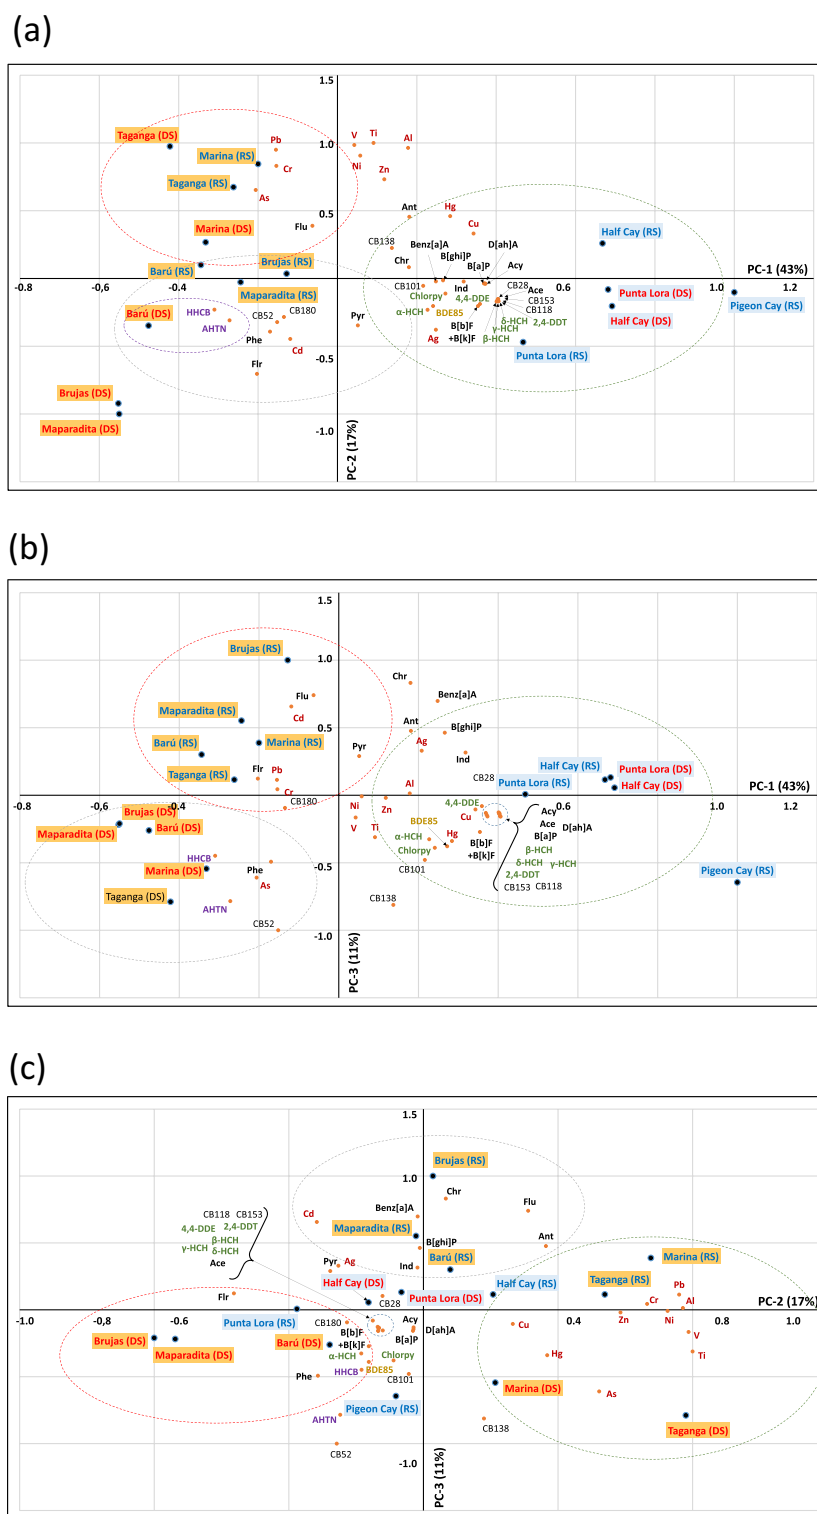 (a)
1.5
Taganga (DS)
Pb
V
Ti
Al
1.0
Marina (RS)
Cr
Ni
Taganga (RS)
Zn
As
Ant
Hg
0.5
Marina (DS)
Flu
Cu
Half Cay (RS)
CB138
Benz[a]A
D[ah]A
B[ghi]P
Brujas (RS)
Chr
B[a]P
Acy
Barú (RS)
PC-1 (43%)
-1.0
-0.6
CB101
CB28
Ace
Punta Lora (DS)
-0.4
Maparadita (RS)
Chlorpy
4,4-DDE
CB153
0.6
1.2
Pigeon Cay (RS)
Barú (DS)
HHCB
CB52
CB180
α-HCH
BDE85
CB118
δ-HCH
2,4-DDT
Half Cay (DS)
AHTN
Pyr
B[b]F
γ-HCH
Phe
Cd
Ag
+B[k]F
β-HCH
Punta Lora (RS)
-0.6
Flr
Brujas (DS)
Maparadita (DS)
-1.0
PC-2 (17%)
(b)
1.5
Brujas (RS)
1.0
Chr
Flu
Benz[a]A
Cd
Maparadita (RS)
Ant
0.5
B[ghi]P
Marina (RS)
Ag
Barú (RS)
Pyr
Ind
Half Cay (RS)
Punta Lora (DS)
Taganga (RS)
Flr
Pb
CB28
PC-1 (43%)
Al
Punta Lora (RS)
Half Cay (DS)
Cr
-1.0
-0.6
-0.4
CB180
Ni
Zn
4,4-DDE
0.6
1.2
Brujas (DS)
Acy
Maparadita (DS)
Barú (DS)
V
Ti
BDE85
Cu
Ace
D[ah]A
α-HCH
Hg
B[a]P
HHCB
Chlorpy
B[b]F
β-HCH
Marina (DS)
Phe
-0.5
CB101
+B[k]F
δ-HCH
γ-HCH
As
2,4-DDT
Pigeon Cay (RS)
Taganga (DS)
AHTN
CB138
CB153
CB118
CB52
-1.0
PC-3 (11%)
(c)
1.5
Brujas (RS)
1.0
Chr
Flu
CB118
CB153
Cd
Benz[a]A
4,4-DDE
2,4-DDT
Maparadita (RS)
β-HCH
B[ghi]P
Ant
γ-HCH
δ-HCH
Barú (RS)
Marina (RS)
Ace
Pyr
Ag
Ind
Half Cay (DS)
Half Cay (RS)
Taganga (RS)
Pb
Flr
CB28
Punta Lora (DS)
Cr
Al
PC-2 (17%)
Punta Lora (RS)
CB180
Acy
Cu
Zn
Ni
-1.0
-0.6
0.4
0.6
1.0
Brujas (DS)
Maparadita (DS)
Barú (DS)
B[b]F
B[a]P
D[ah]A
V
+B[k]F
α-HCH
Chlorpy
Hg
Ti
Phe
HHCB
BDE85
CB101
Marina (DS)
As
Pigeon Cay (RS)
AHTN
CB138
Taganga (DS)
CB52
-1.0
PC-3 (11%)